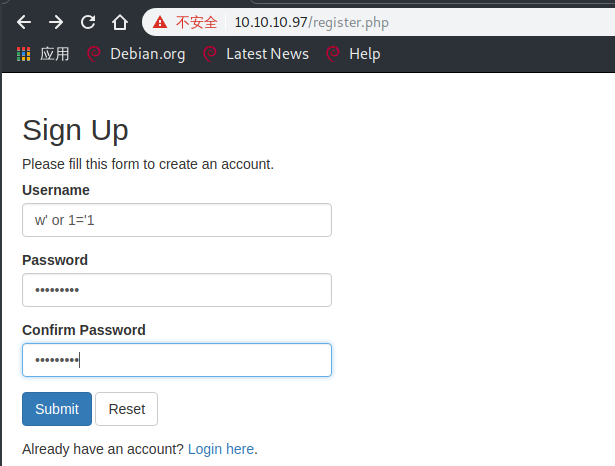 不安全 10.10.10.97/register.php
应用 Debian.org Latest News Help
Sign Up
Please fill this form to create an account.
Username
w' or 1='1
Password
•••••••••
Confirm Password
•••••••••
Submit Reset
Already have an account? Login here.